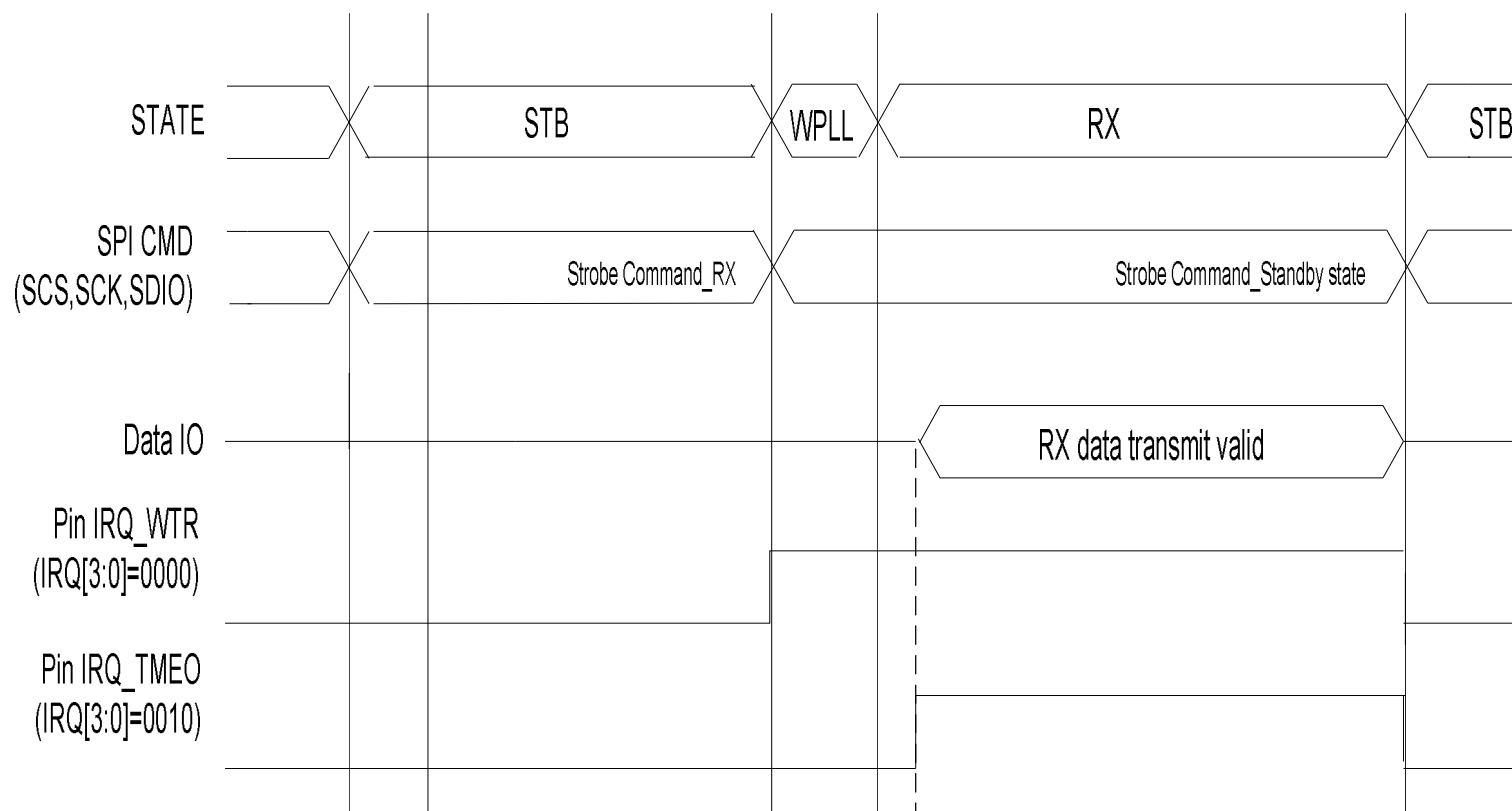 STATE
STB
WPLL
RX
STB
SPI CMD
(SCS,SCK,SDIO)
Strobe Command_RX
Strobe Command_Standby state
Data IO
RX data transmit valid
Pin IRQ_WTR
(IRQ[3:0]=0000)
Pin IRQ_TMEO
(IRQ[3:0]=0010)